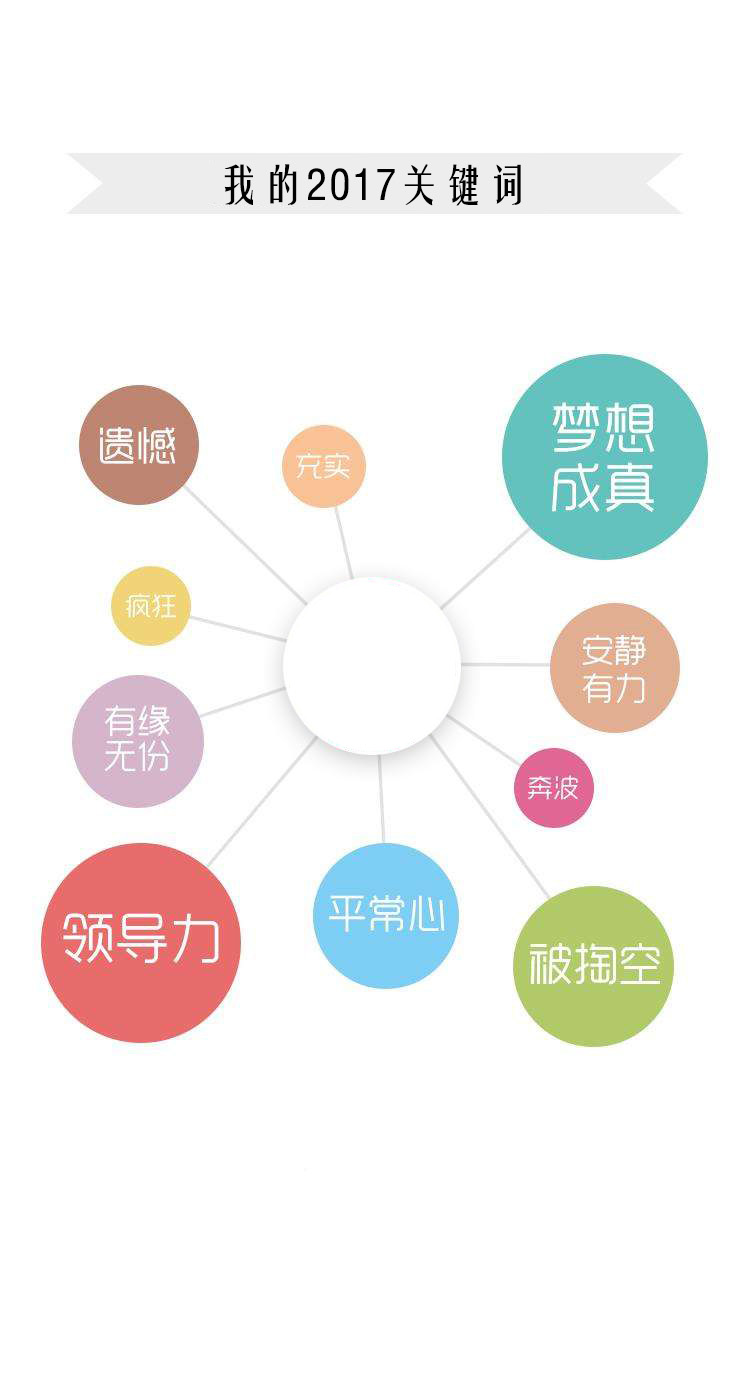 我的2017关键词
遗憾
充实
梦想
成真
疯狂
安静
有力
有缘
无份
奔波
领导力
平常心
被掏空